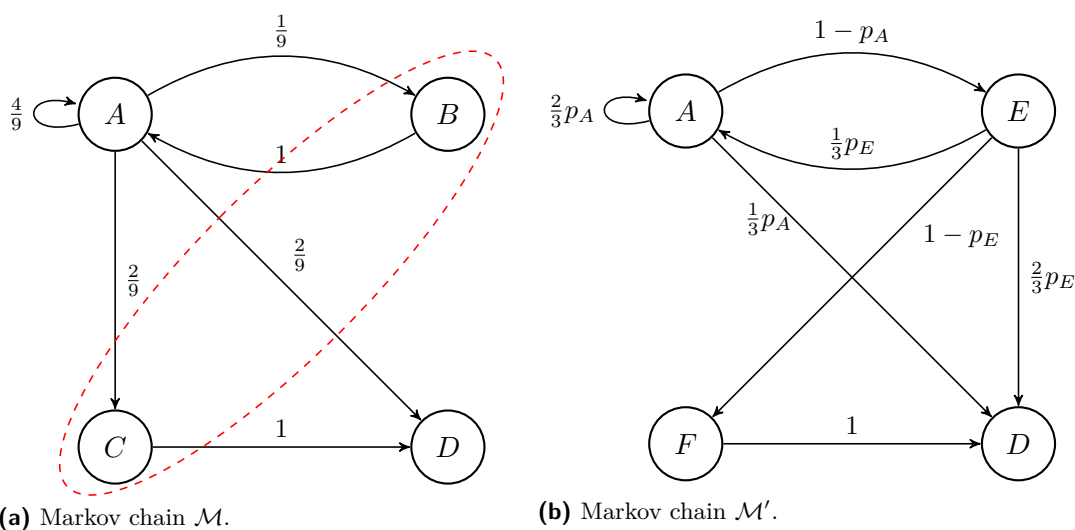 1/9
1 − p_A
4/9
A
B
2/3 p_A
A
E
1
1/3 p_E
1/3 p_A
1 − p_E
2/9
2/9
2/3 p_E
C
1
D
F
1
D
(a) Markov chain M.
(b) Markov chain M′.